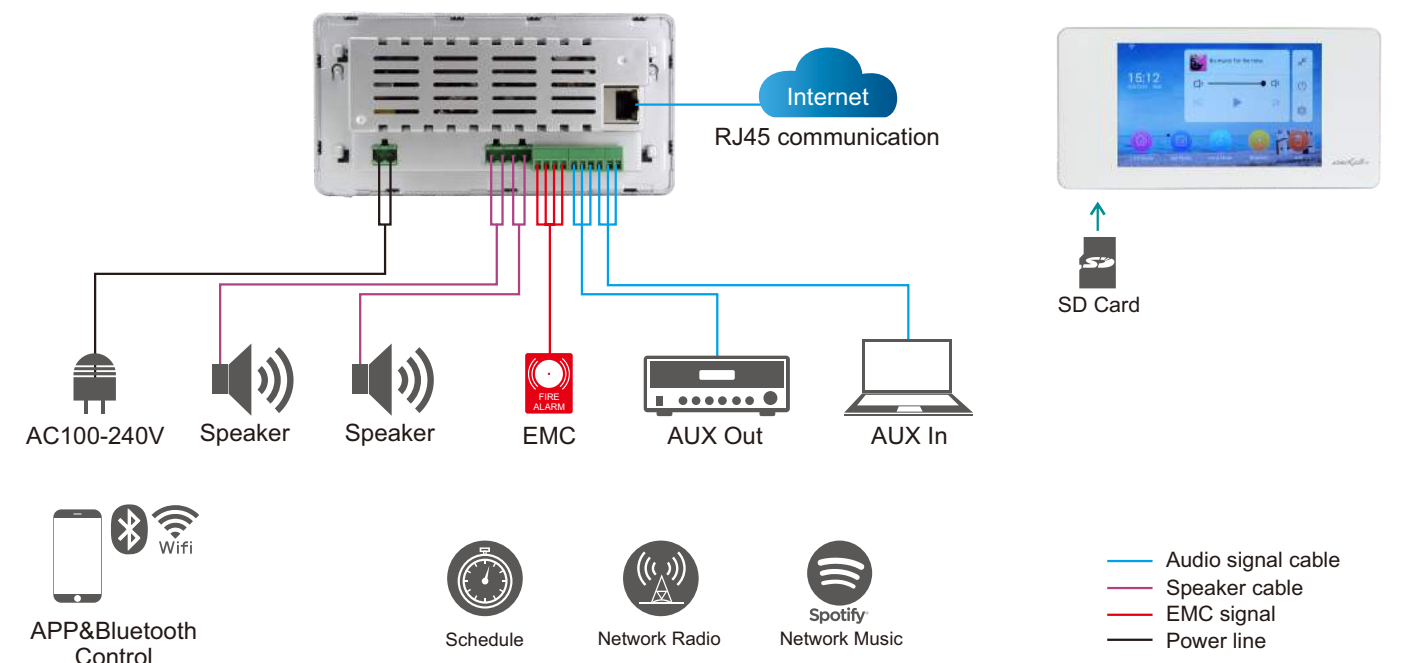 Internet
RJ45 communication
15:12
SD
SD Card
FIRE
ALARM
AC100-240V
Speaker
Speaker
EMC
AUX Out
AUX In
Wifi
APP&Bluetooth
Control
Schedule
Network Radio
Spotify
Network Music
Audio signal cable
Speaker cable
EMC signal
Power line